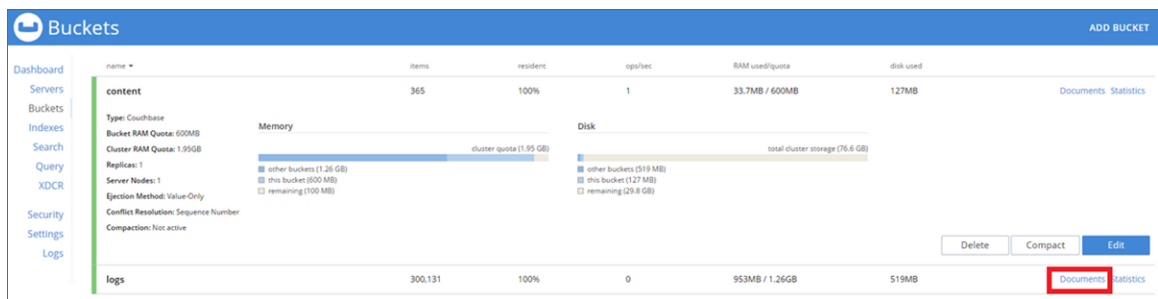 Buckets
ADD BUCKET
Dashboard
Servers
Buckets
Indexes
Search
Query
XDCR
Security
Settings
Logs
name items resident ops/sec RAM used/quota disk used
content 365 100% 1 33.7MB / 600MB 127MB Documents Statistics
Type: Couchbase
Bucket RAM Quota: 600MB
Cluster RAM Quota: 1.95GB
Replicas: 1
Server Nodes: 1
Ejection Method: Value-Only
Conflict Resolution: Sequence Number
Compaction: Not active
Memory
cluster quota (1.95 GB)
other buckets (1.26 GB)
this bucket (600 MB)
remaining (100 MB)
Disk
total cluster storage (76.6 GB)
other buckets (519 MB)
this bucket (127 MB)
remaining (29.8 GB)
Delete Compact Edit
logs 300,131 100% 0 953MB / 1.26GB 519MB Documents Statistics